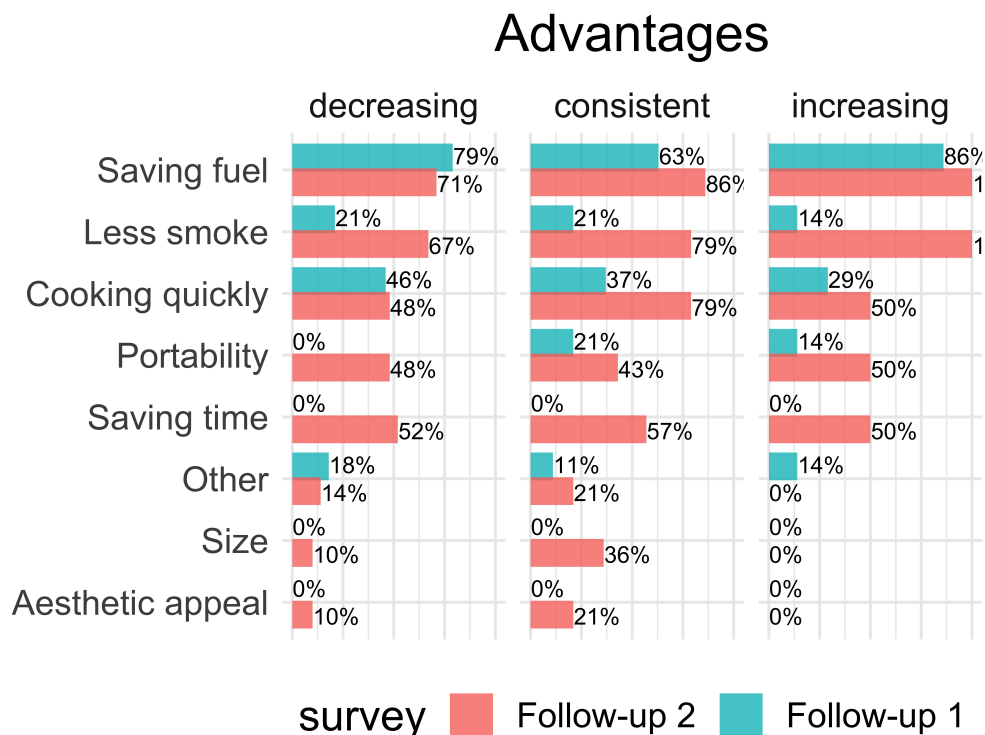 Advantages
decreasing consistent increasing
Saving fuel 79% 63% 86%
71% 86% 1
Less smoke 21% 21% 14%
67% 79% 1
Cooking quickly 46% 37% 29%
48% 79% 50%
Portability 0% 21% 14%
48% 43% 50%
Saving time 0% 0% 0%
52% 57% 50%
Other 18% 11% 14%
14% 21% 0%
Size 0% 0% 0%
10% 36% 0%
Aesthetic appeal 0% 0% 0%
10% 21% 0%
survey Follow-up 2 Follow-up 1